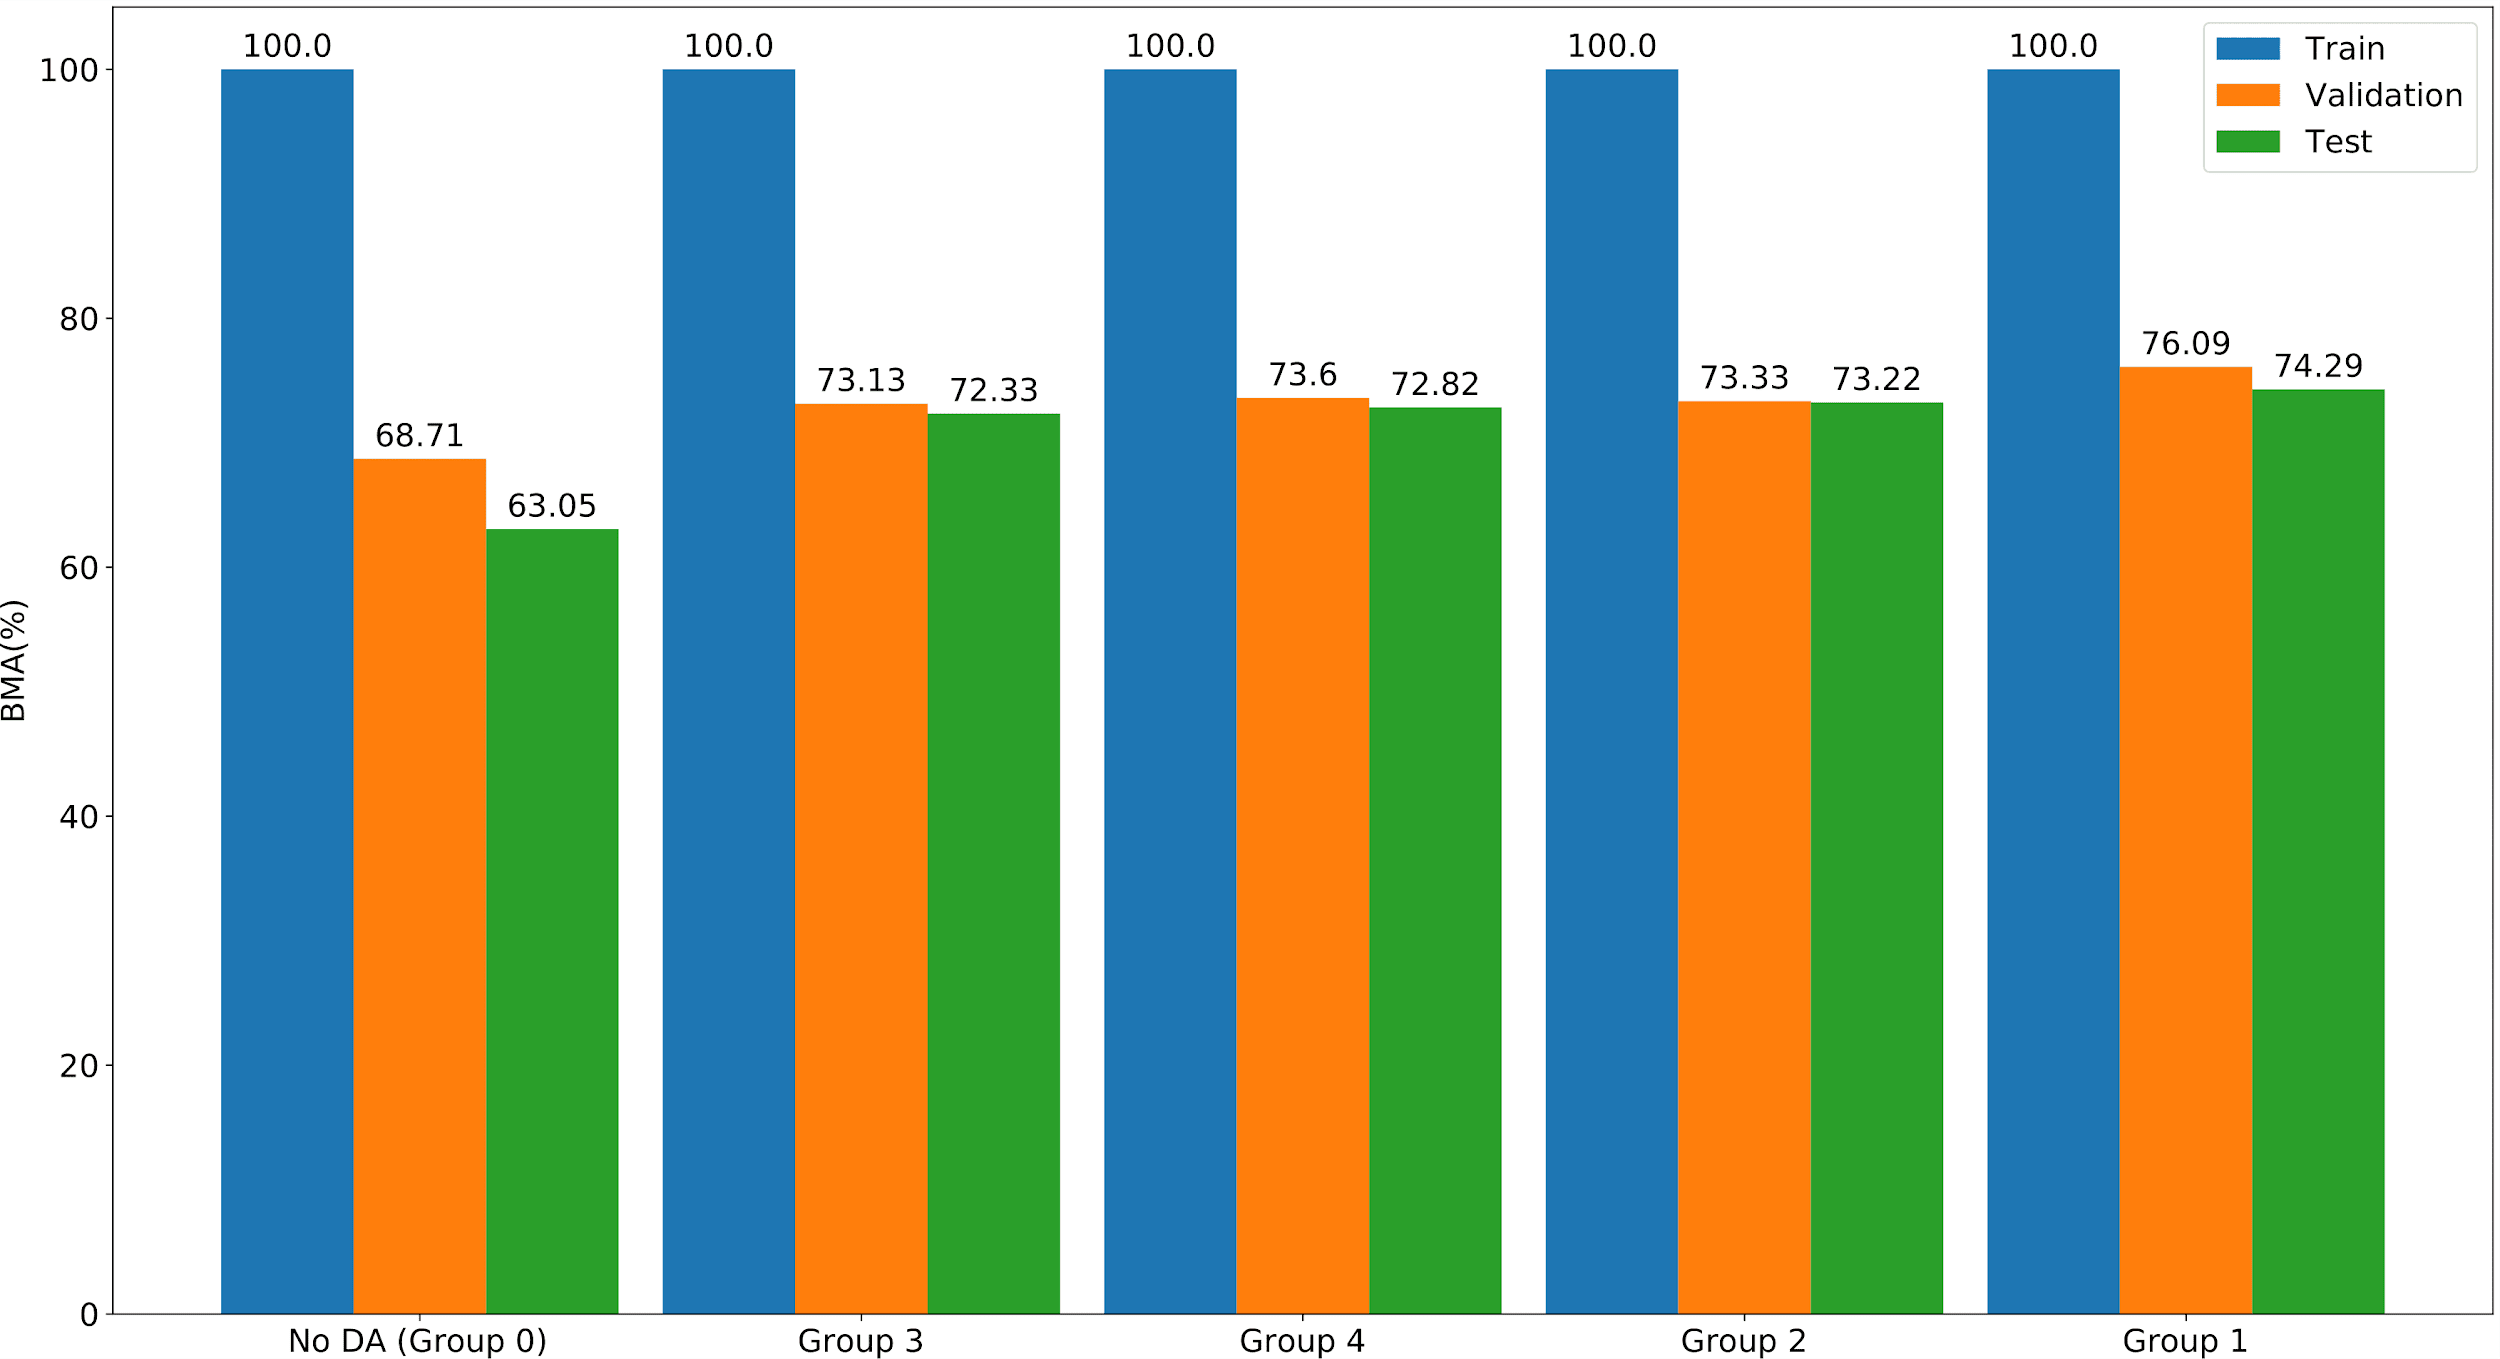 BMA(%)
100
80
60
40
20
0
100.0
68.71
63.05
100.0
73.13
72.33
100.0
73.6
72.82
100.0
73.33
73.22
100.0
76.09
74.29
Train
Validation
Test
No DA (Group 0)
Group 3
Group 4
Group 2
Group 1